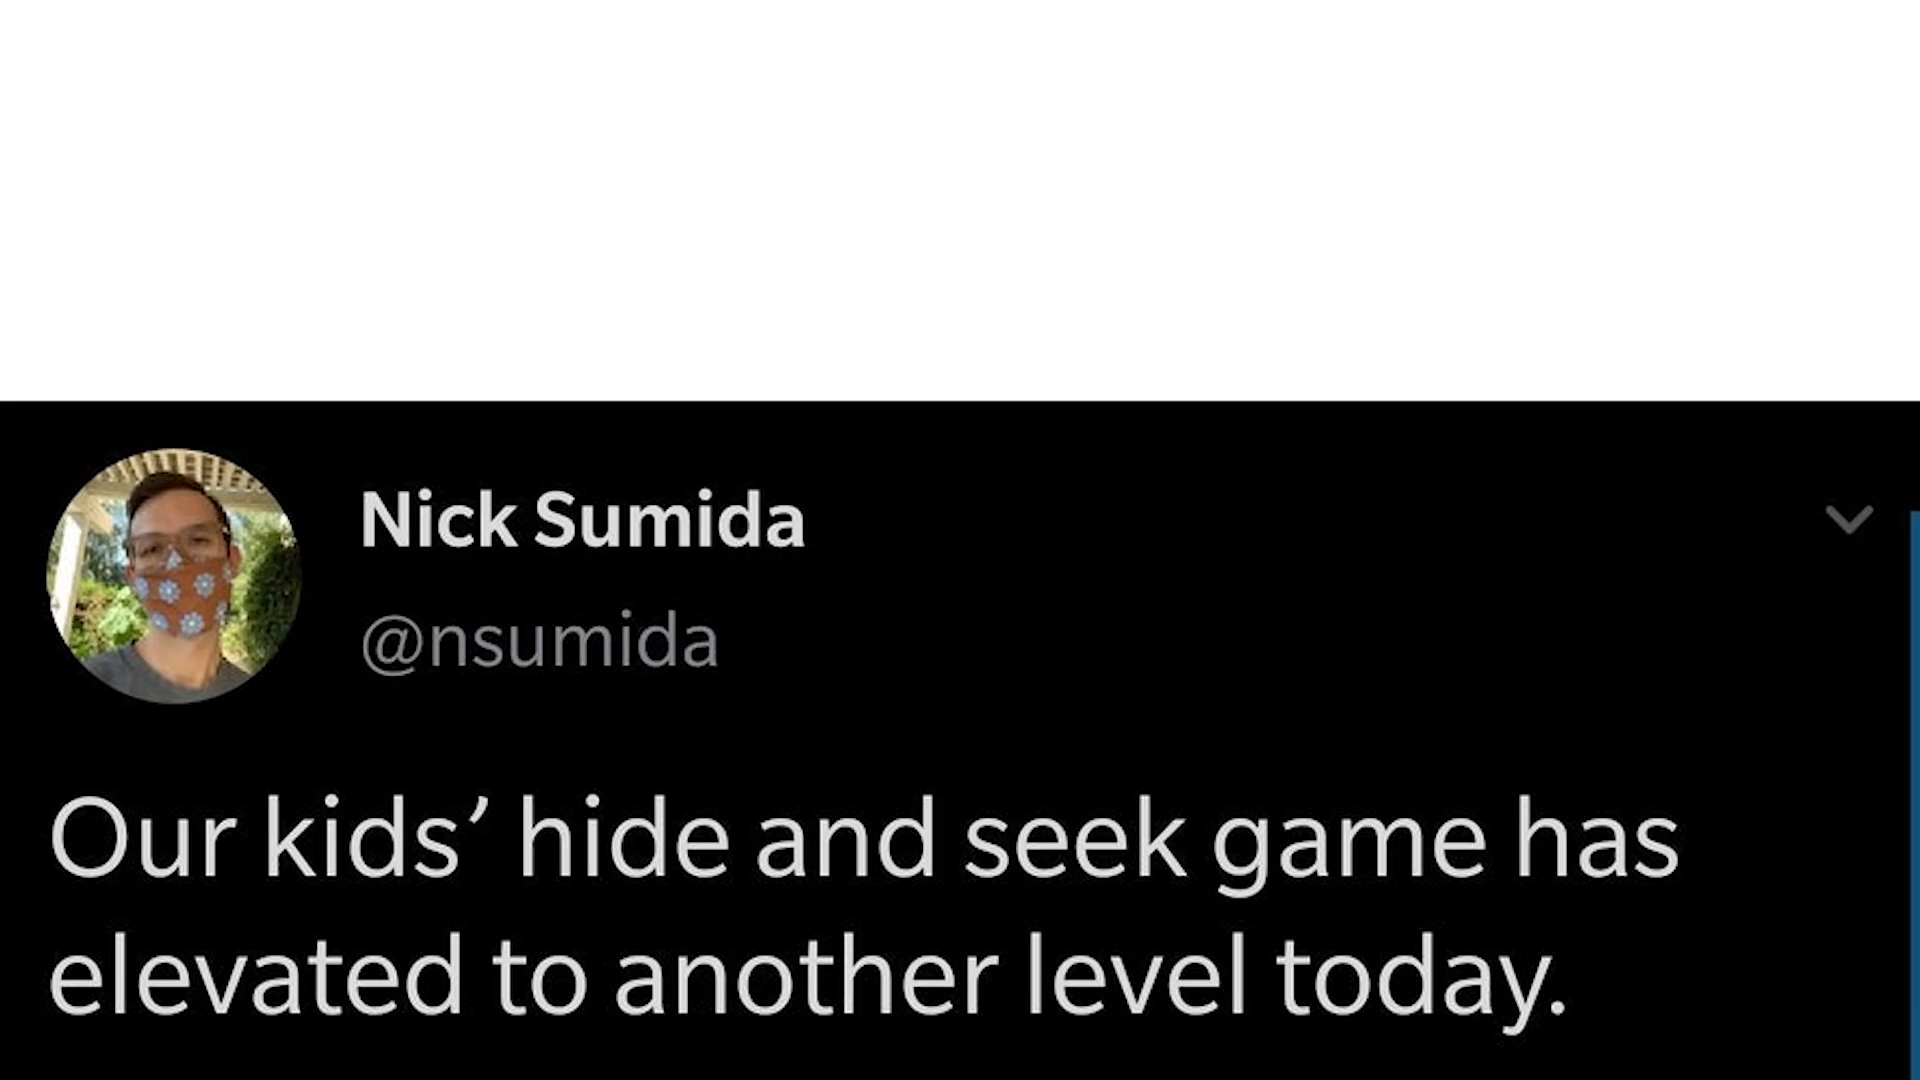 Nick Sumida
@nsumida
Our kids’ hide and seek game has
elevated to another level today.